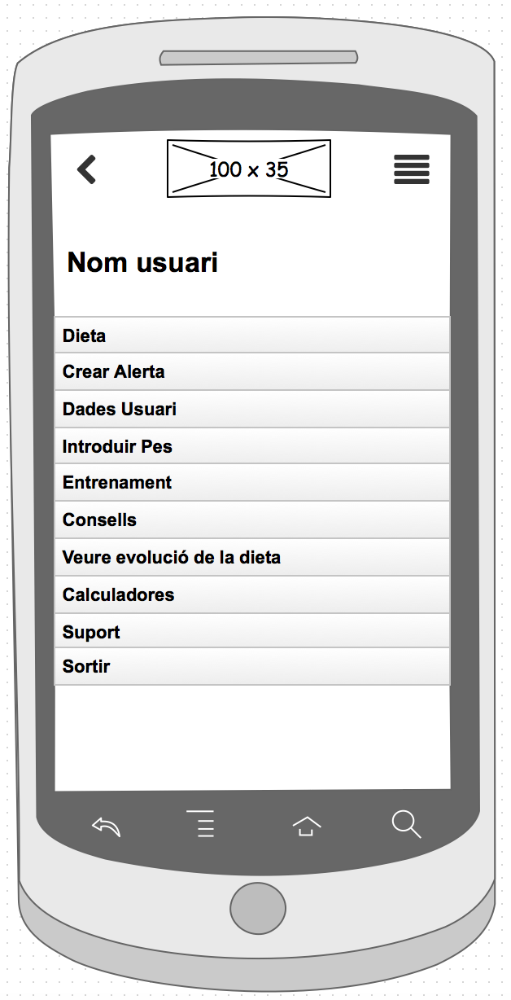 100 x 35
Nom usuari
Dieta
Crear Alerta
Dades Usuari
Introduir Pes
Entrenament
Consells
Veure evolució de la dieta
Calculadores
Suport
Sortir